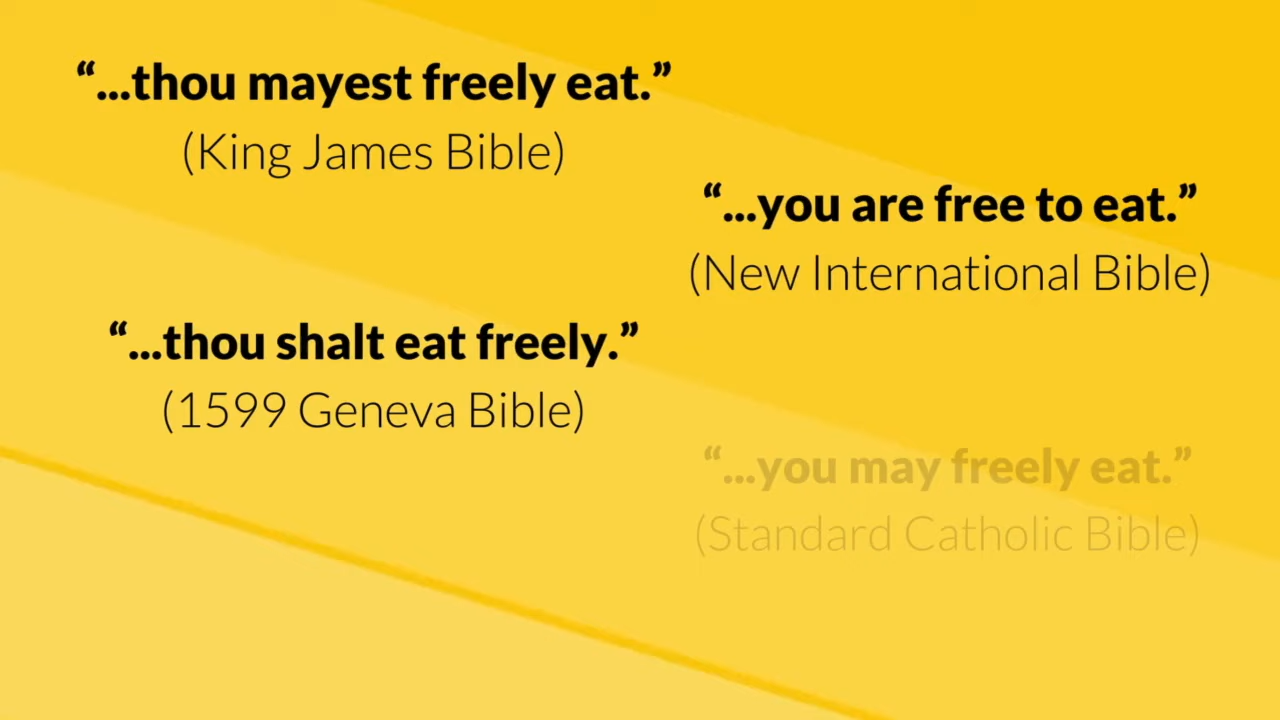 “...thou mayest freely eat.”
(King James Bible)
“...you are free to eat.”
(New International Bible)
“...thou shalt eat freely.”
(1599 Geneva Bible)
“...you may freely eat.”
(Standard Catholic Bible)